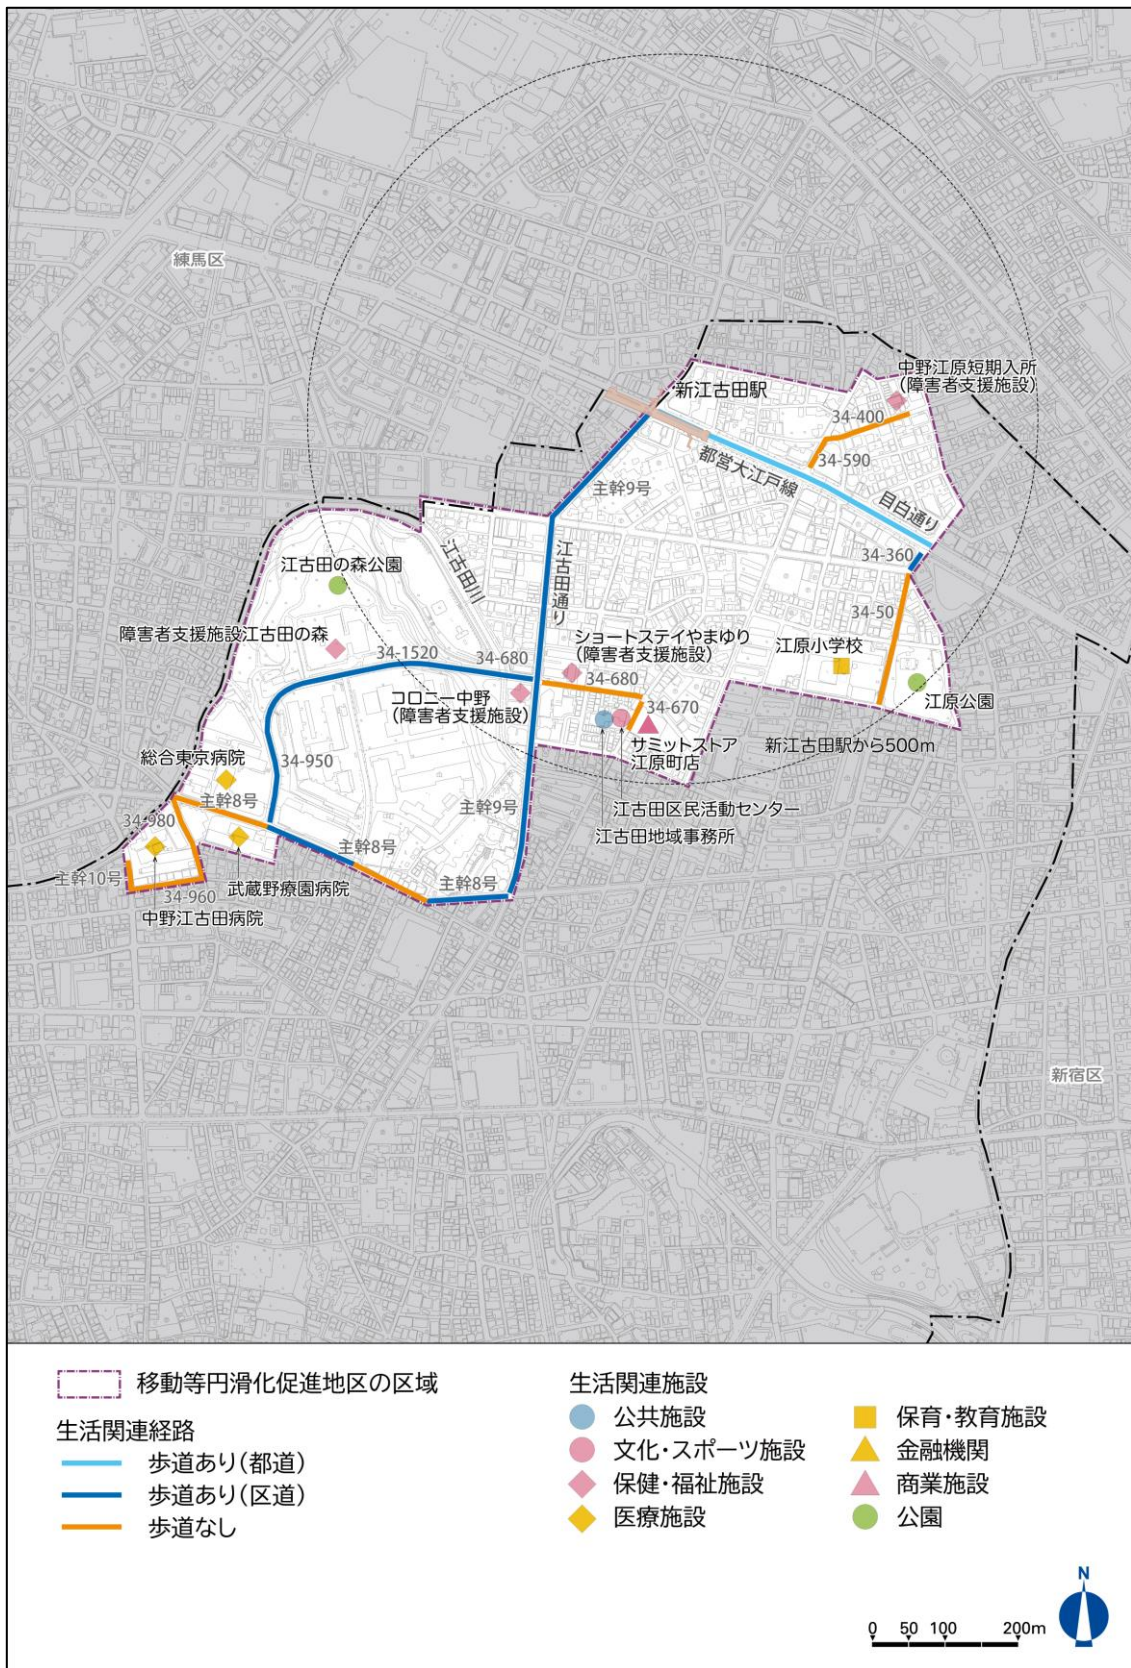 練馬区
中野江原短期入所
(障害者支援施設)
新江古田駅
34-400
34-590
都営大江戸線
主幹9号
目白通り
34-360
江古田川
江古田通り
江古田の森公園
34-50
障害者支援施設江古田の森
ショートステイやまゆり
(障害者支援施設)
江原小学校
34-1520
34-680
34-680
コロニー中野
(障害者支援施設)
34-670
江原公園
サミットストア
江原町店
新江古田駅から500m
総合東京病院
34-950
主幹8号
主幹9号
江古田区民活動センター
34-980
江古田地域事務所
主幹8号
主幹10号
34-960
武蔵野療園病院
主幹8号
中野江古田病院
新宿区
移動等円滑化促進地区の区域
生活関連経路
歩道あり(都道)
歩道あり(区道)
歩道なし
生活関連施設
公共施設
文化・スポーツ施設
保健・福祉施設
医療施設
保育・教育施設
金融機関
商業施設
公園
N
0 50 100 200m